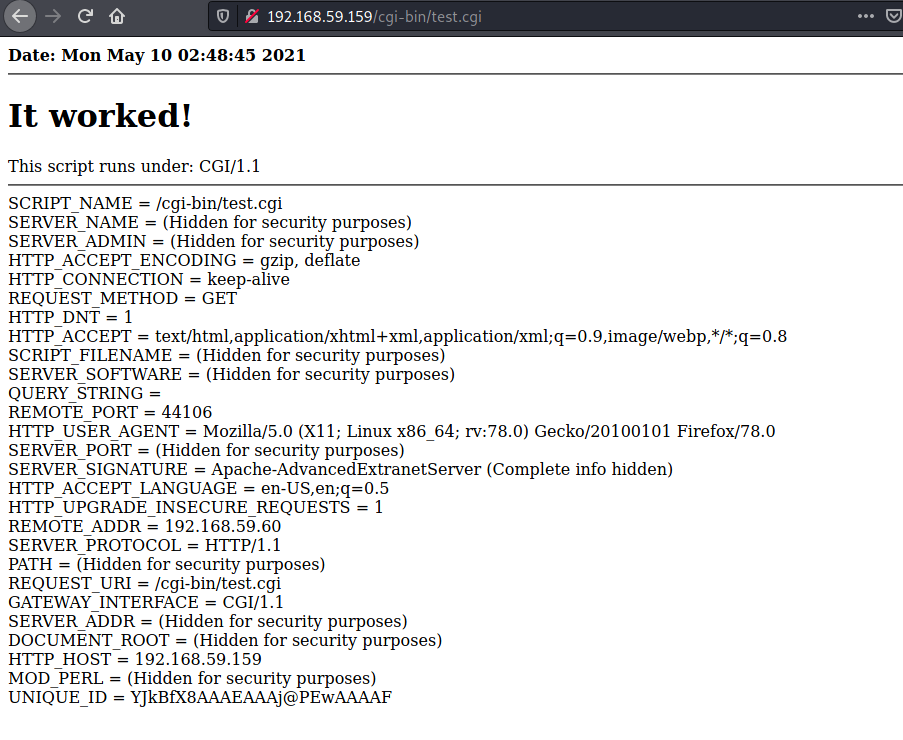 192.168.59.159/cgi-bin/test.cgi
Date: Mon May 10 02:48:45 2021
It worked!
This script runs under: CGI/1.1
SCRIPT_NAME = /cgi-bin/test.cgi
SERVER_NAME = (Hidden for security purposes)
SERVER_ADMIN = (Hidden for security purposes)
HTTP_ACCEPT_ENCODING = gzip, deflate
HTTP_CONNECTION = keep-alive
REQUEST_METHOD = GET
HTTP_DNT = 1
HTTP_ACCEPT = text/html,application/xhtml+xml,application/xml;q=0.9,image/webp,*/*;q=0.8
SCRIPT_FILENAME = (Hidden for security purposes)
SERVER_SOFTWARE = (Hidden for security purposes)
QUERY_STRING =
REMOTE_PORT = 44106
HTTP_USER_AGENT = Mozilla/5.0 (X11; Linux x86_64; rv:78.0) Gecko/20100101 Firefox/78.0
SERVER_PORT = (Hidden for security purposes)
SERVER_SIGNATURE = Apache-AdvancedExtranetServer (Complete info hidden)
HTTP_ACCEPT_LANGUAGE = en-US,en;q=0.5
HTTP_UPGRADE_INSECURE_REQUESTS = 1
REMOTE_ADDR = 192.168.59.60
SERVER_PROTOCOL = HTTP/1.1
PATH = (Hidden for security purposes)
REQUEST_URI = /cgi-bin/test.cgi
GATEWAY_INTERFACE = CGI/1.1
SERVER_ADDR = (Hidden for security purposes)
DOCUMENT_ROOT = (Hidden for security purposes)
HTTP_HOST = 192.168.59.159
MOD_PERL = (Hidden for security purposes)
UNIQUE_ID = YJkBfX8AAAEAAAj@PEwAAAAF